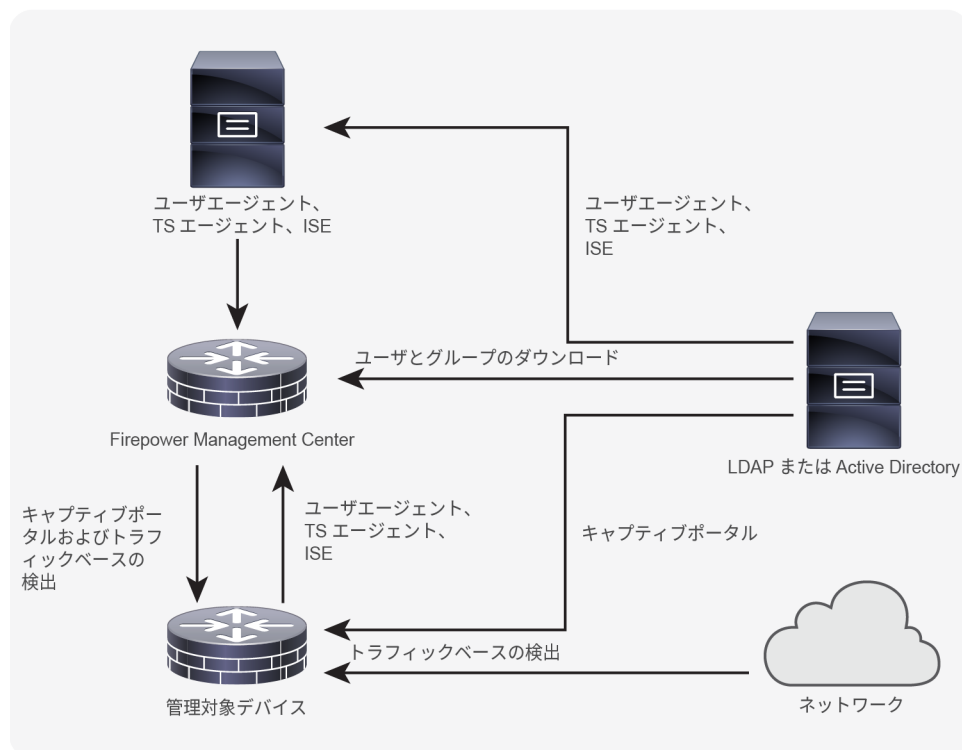 ユーザエージェント、
TS エージェント、ISE
ユーザエージェント、
TS エージェント、
ISE
ユーザとグループのダウンロード
Firepower Management Center
LDAP または Active Directory
キャプティブポー
タルおよびトラフ
ィックベースの
検出
ユーザエージェント、
TS エージェント、
ISE
キャプティブポータル
トラフィックベースの検出
管理対象デバイス
ネットワーク